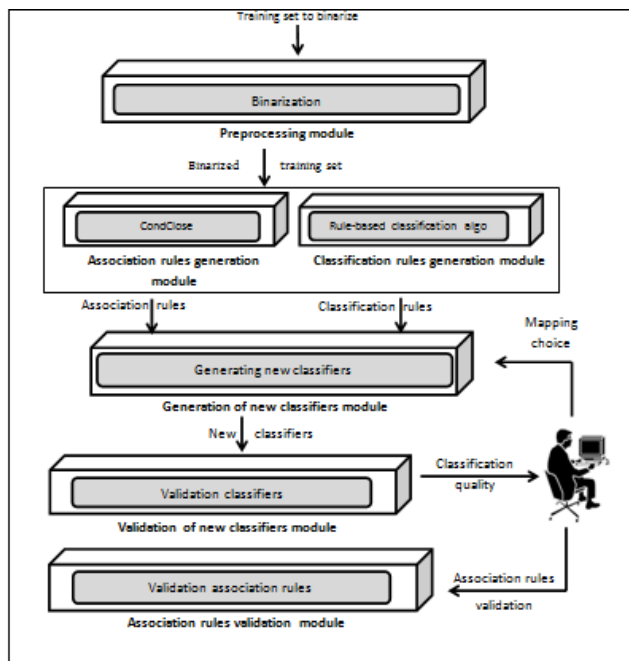 Training set to binarize
Binarization
Preprocessing module
Binarized training set
CondClose
Rule-based classification algo
Association rules generation
module
Classification rules generation module
Association rules
Classification rules
Mapping
choice
Generating new classifiers
Generation of new classifiers module
New classifiers
Classification
quality
Validation classifiers
Validation of new classifiers module
Validation association rules
Association rules
validation
Association rules validation module